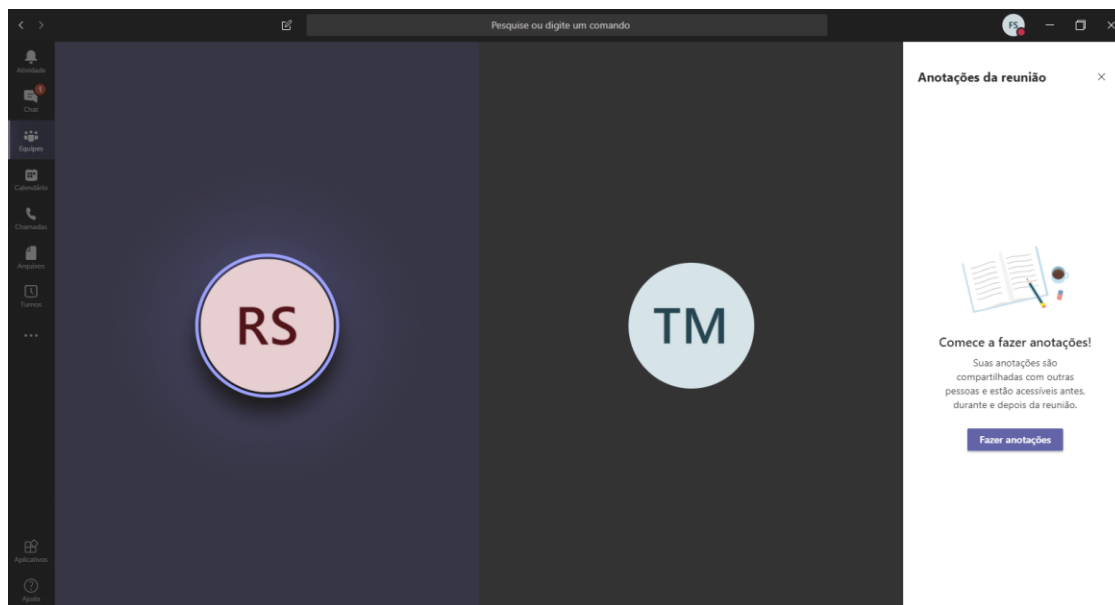 Pesquise ou digite um comando
FS
Atividade
1
Chat
Equipes
Calendário
Chamadas
Arquivos
Turnos
Aplicativos
Ajuda
RS
TM
Anotações da reunião
Comece a fazer anotações!
Suas anotações são
compartilhadas com outras
pessoas e estão acessíveis antes,
durante e depois da reunião.
Fazer anotações